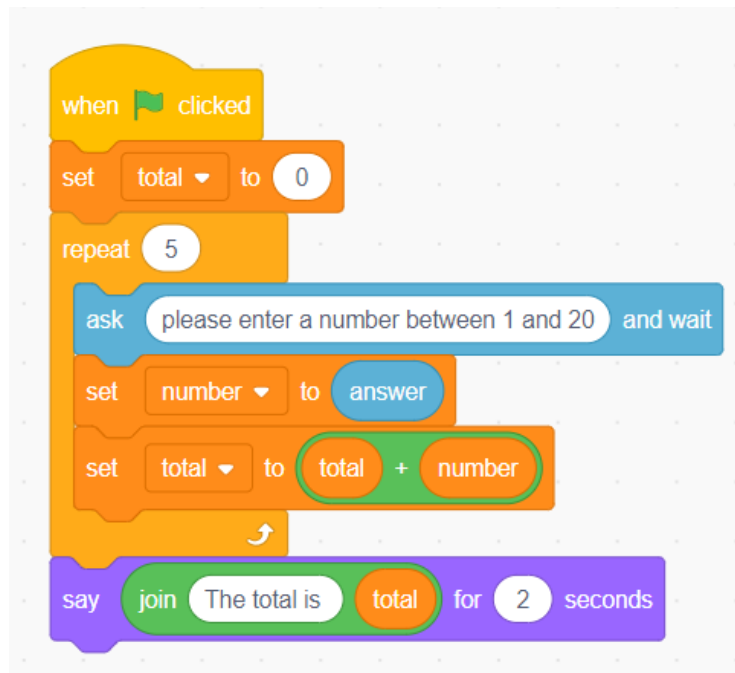 when clicked
set total to 0
repeat 5
ask please enter a number between 1 and 20 and wait
set number to answer
set total to total + number
say join The total is total for 2 seconds